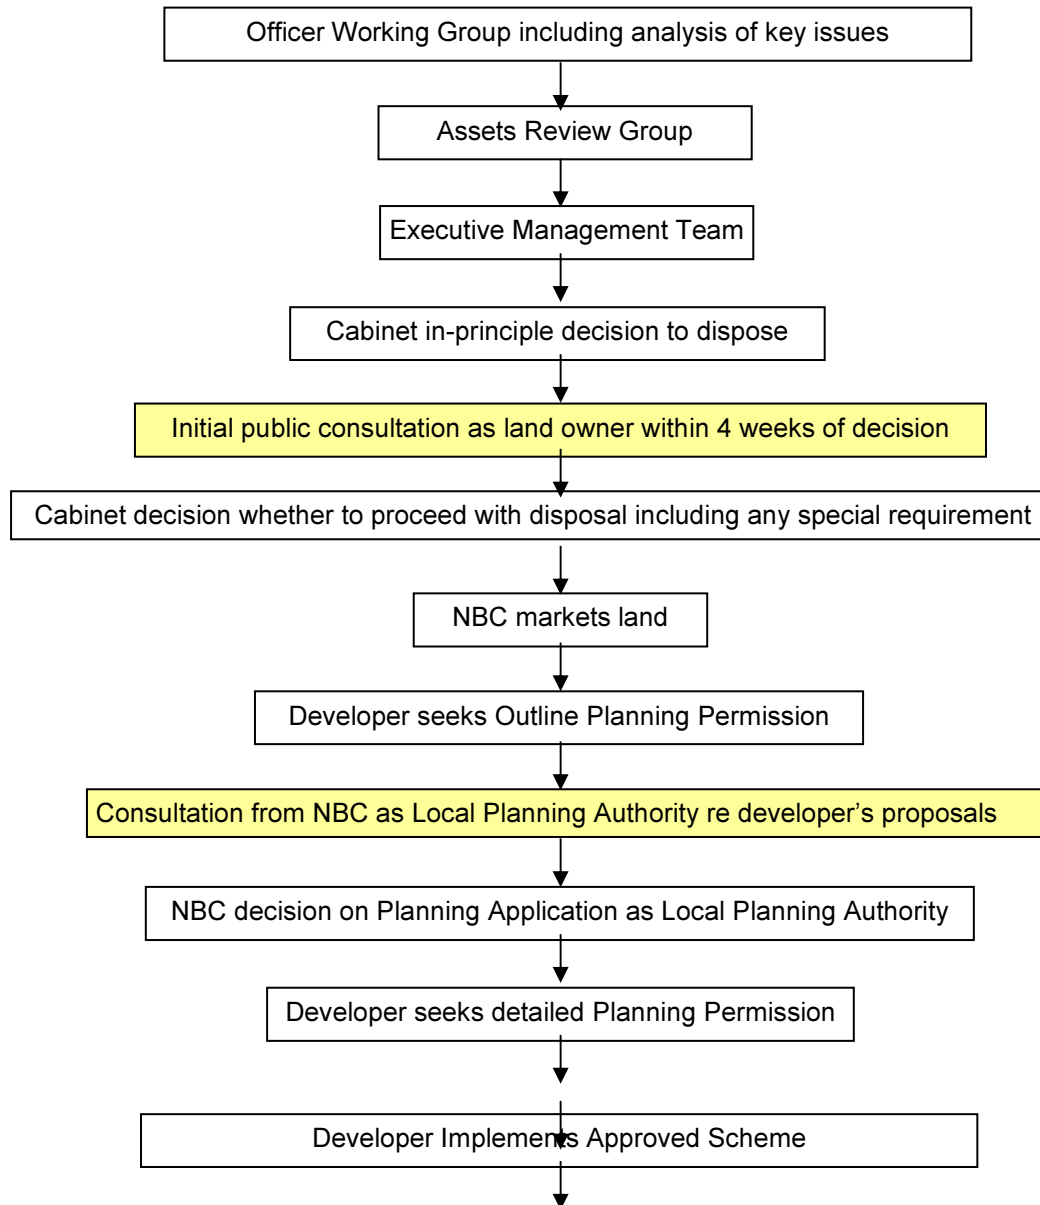 Officer Working Group including analysis of key issues
Assets Review Group
Executive Management Team
Cabinet in-principle decision to dispose
Initial public consultation as land owner within 4 weeks of decision
Cabinet decision whether to proceed with disposal including any special requirement
NBC markets land
Developer seeks Outline Planning Permission
Consultation from NBC as Local Planning Authority re developer’s proposals
NBC decision on Planning Application as Local Planning Authority
Developer seeks detailed Planning Permission
Developer Implements Approved Scheme